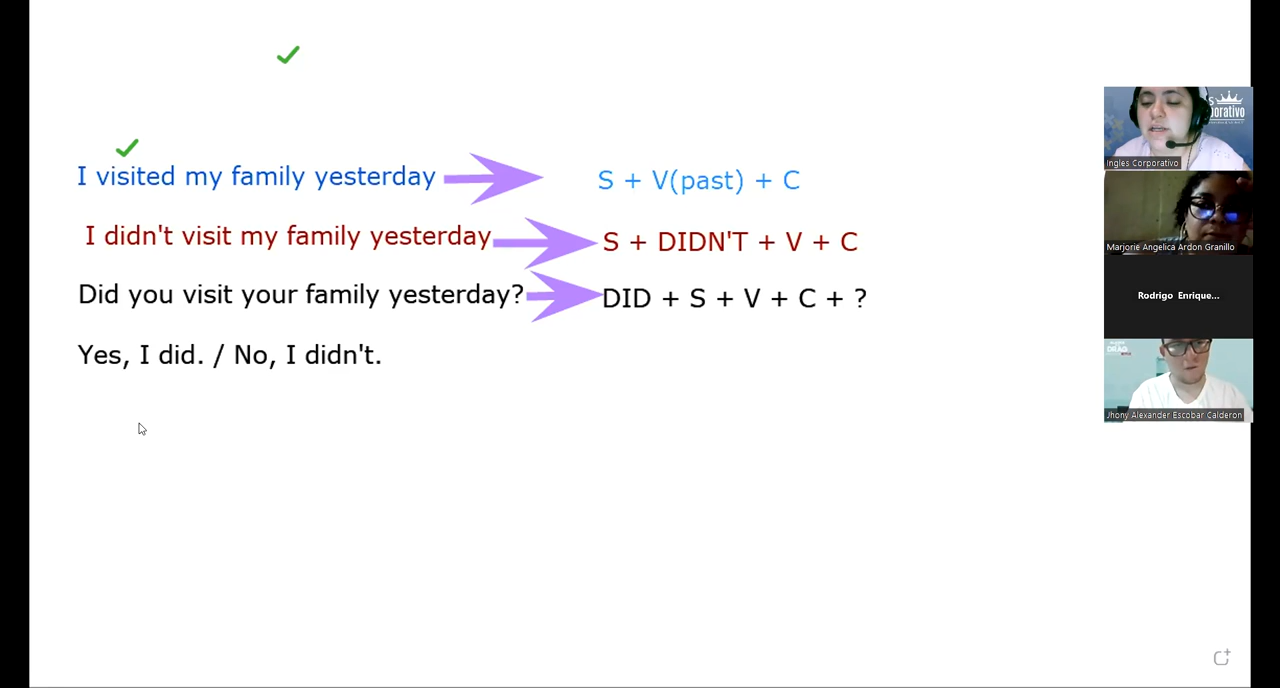 I visited my family yesterday
S + V(past) + C
I didn't visit my family yesterday
S + DIDN'T + V + C
Did you visit your family yesterday?
DID + S + V + C + ?
Yes, I did. / No, I didn't.
Ingles Corporativo
Marjorie Angelica Ardon Granillo
Rodrigo Enrique...
Jhony Alexander Escobar Calderon